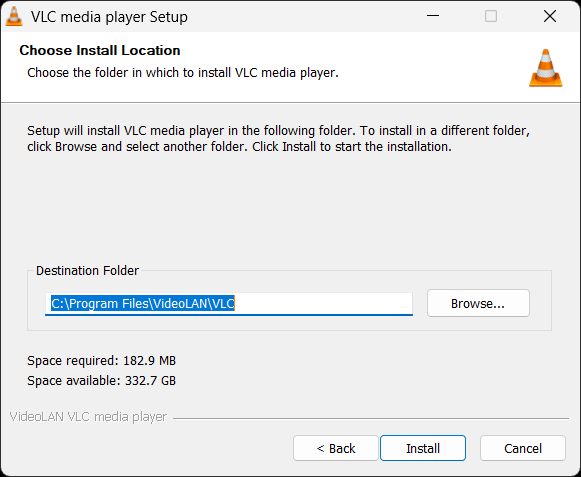 VLC media player Setup
Choose Install Location
Choose the folder in which to install VLC media player.
Setup will install VLC media player in the following folder. To install in a different folder,
click Browse and select another folder. Click Install to start the installation.
Destination Folder
C:\Program Files\VideoLAN\VLC
Browse...
Space required: 182.9 MB
Space available: 332.7 GB
VideoLAN VLC media player
< Back
Install
Cancel